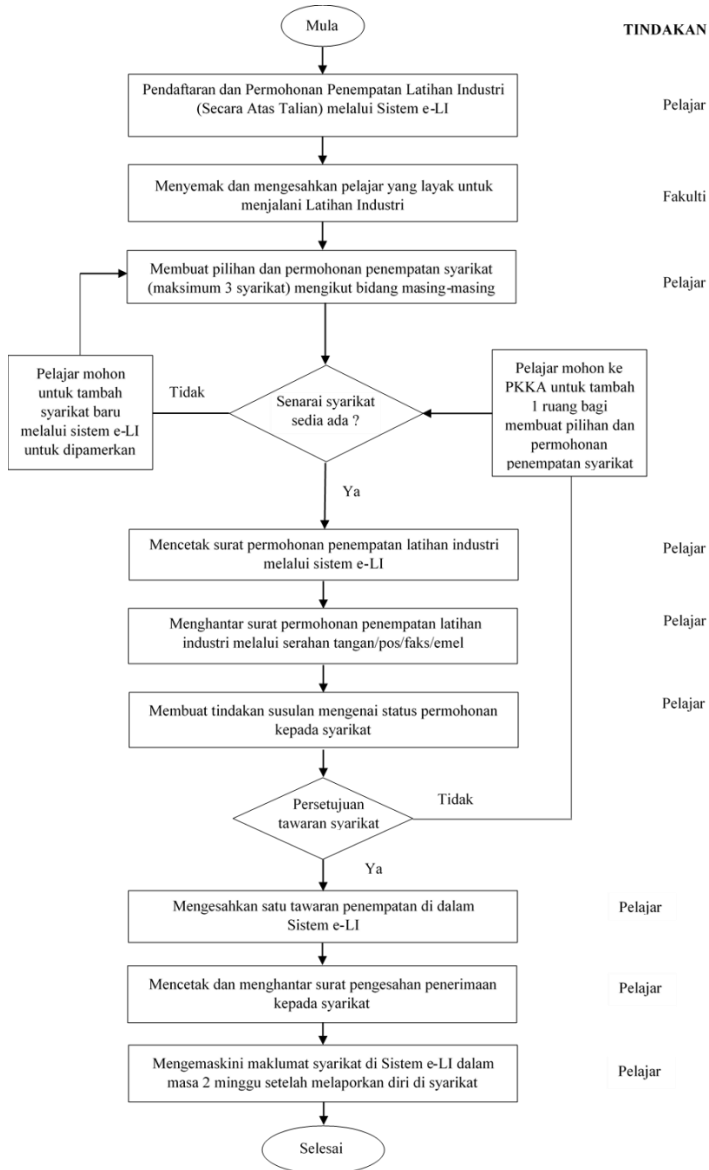 Mula
TINDAKAN
Pendaftaran dan Permohonan Penempatan Latihan Industri
(Secara Atas Talian) melalui Sistem e-LI
Pelajar
Menyemak dan mengesahkan pelajar yang layak untuk
menjalani Latihan Industri
Fakulti
Membuat pilihan dan permohonan penempatan syarikat
(maksimum 3 syarikat) mengikut bidang masing-masing
Pelajar
Pelajar mohon
untuk tambah
syarikat baru
melalui sistem e-LI
untuk dipamerkan
Tidak
Senarai syarikat
sedia ada ?
Pelajar mohon ke
PKKA untuk tambah
1 ruang bagi
membuat pilihan dan
permohonan
penempatan syarikat
Ya
Mencetak surat permohonan penempatan latihan industri
melalui sistem e-LI
Pelajar
Menghantar surat permohonan penempatan latihan
industri melalui serahan tangan/pos/faks/emel
Pelajar
Membuat tindakan susulan mengenai status permohonan
kepada syarikat
Pelajar
Persetujuan
tawaran syarikat
Tidak
Ya
Mengesahkan satu tawaran penempatan di dalam
Sistem e-LI
Pelajar
Mencetak dan menghantar surat pengesahan penerimaan
kepada syarikat
Pelajar
Mengemaskini maklumat syarikat di Sistem e-LI dalam
masa 2 minggu setelah melaporkan diri di syarikat
Pelajar
Selesai